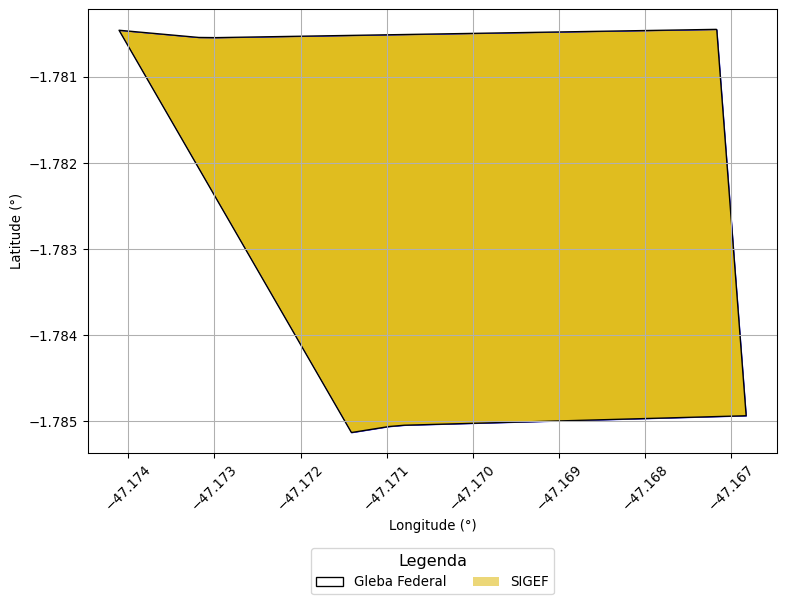 −1.781
−1.782
−1.783
−1.784
−1.785
Latitude (°)
−47.174
−47.173
−47.172
−47.171
−47.170
−47.169
−47.168
−47.167
Longitude (°)
Legenda
Gleba Federal
SIGEF